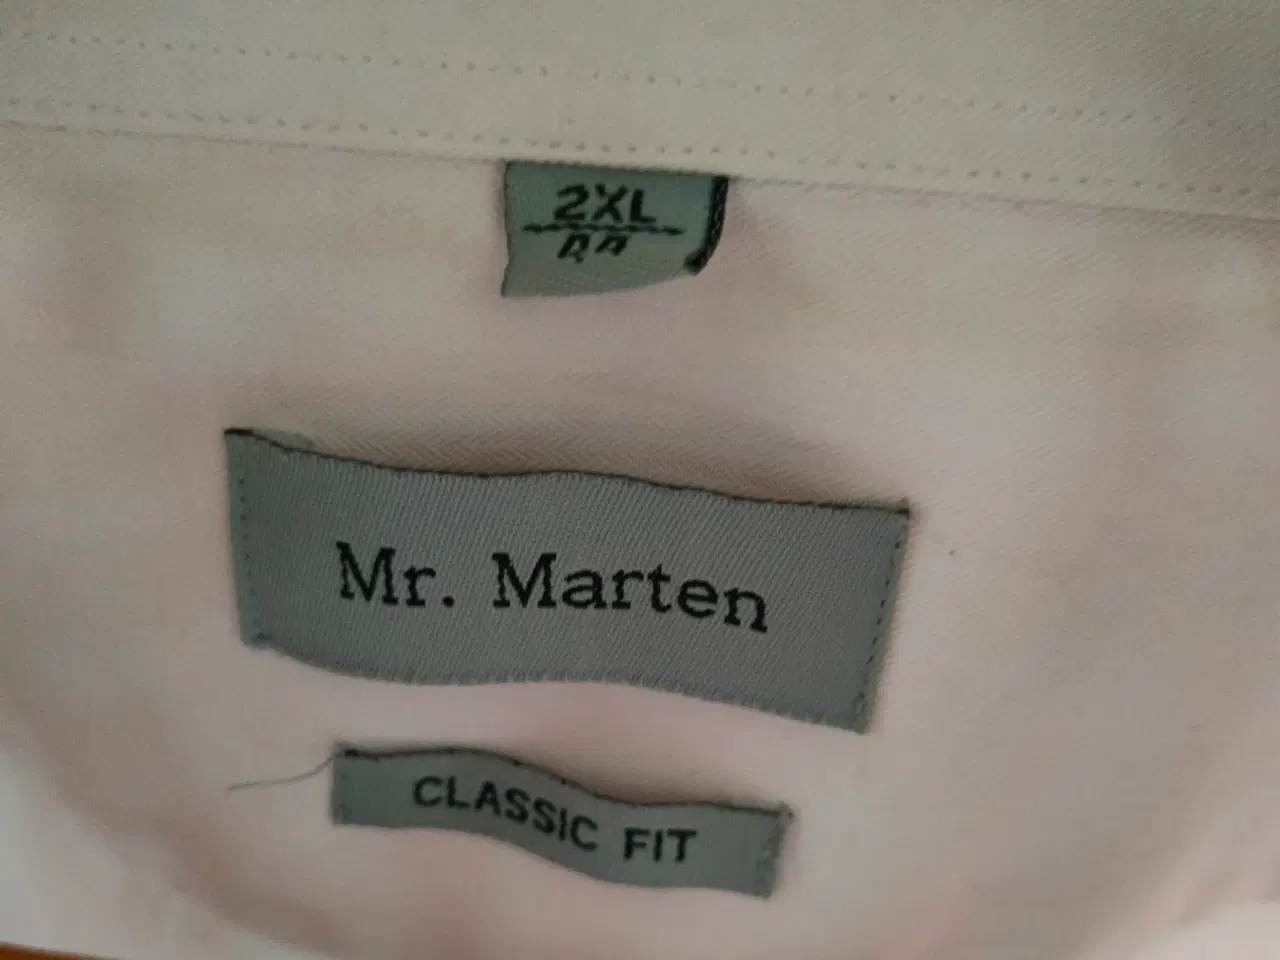 2XL
Mr. Marten
CLASSIC FIT